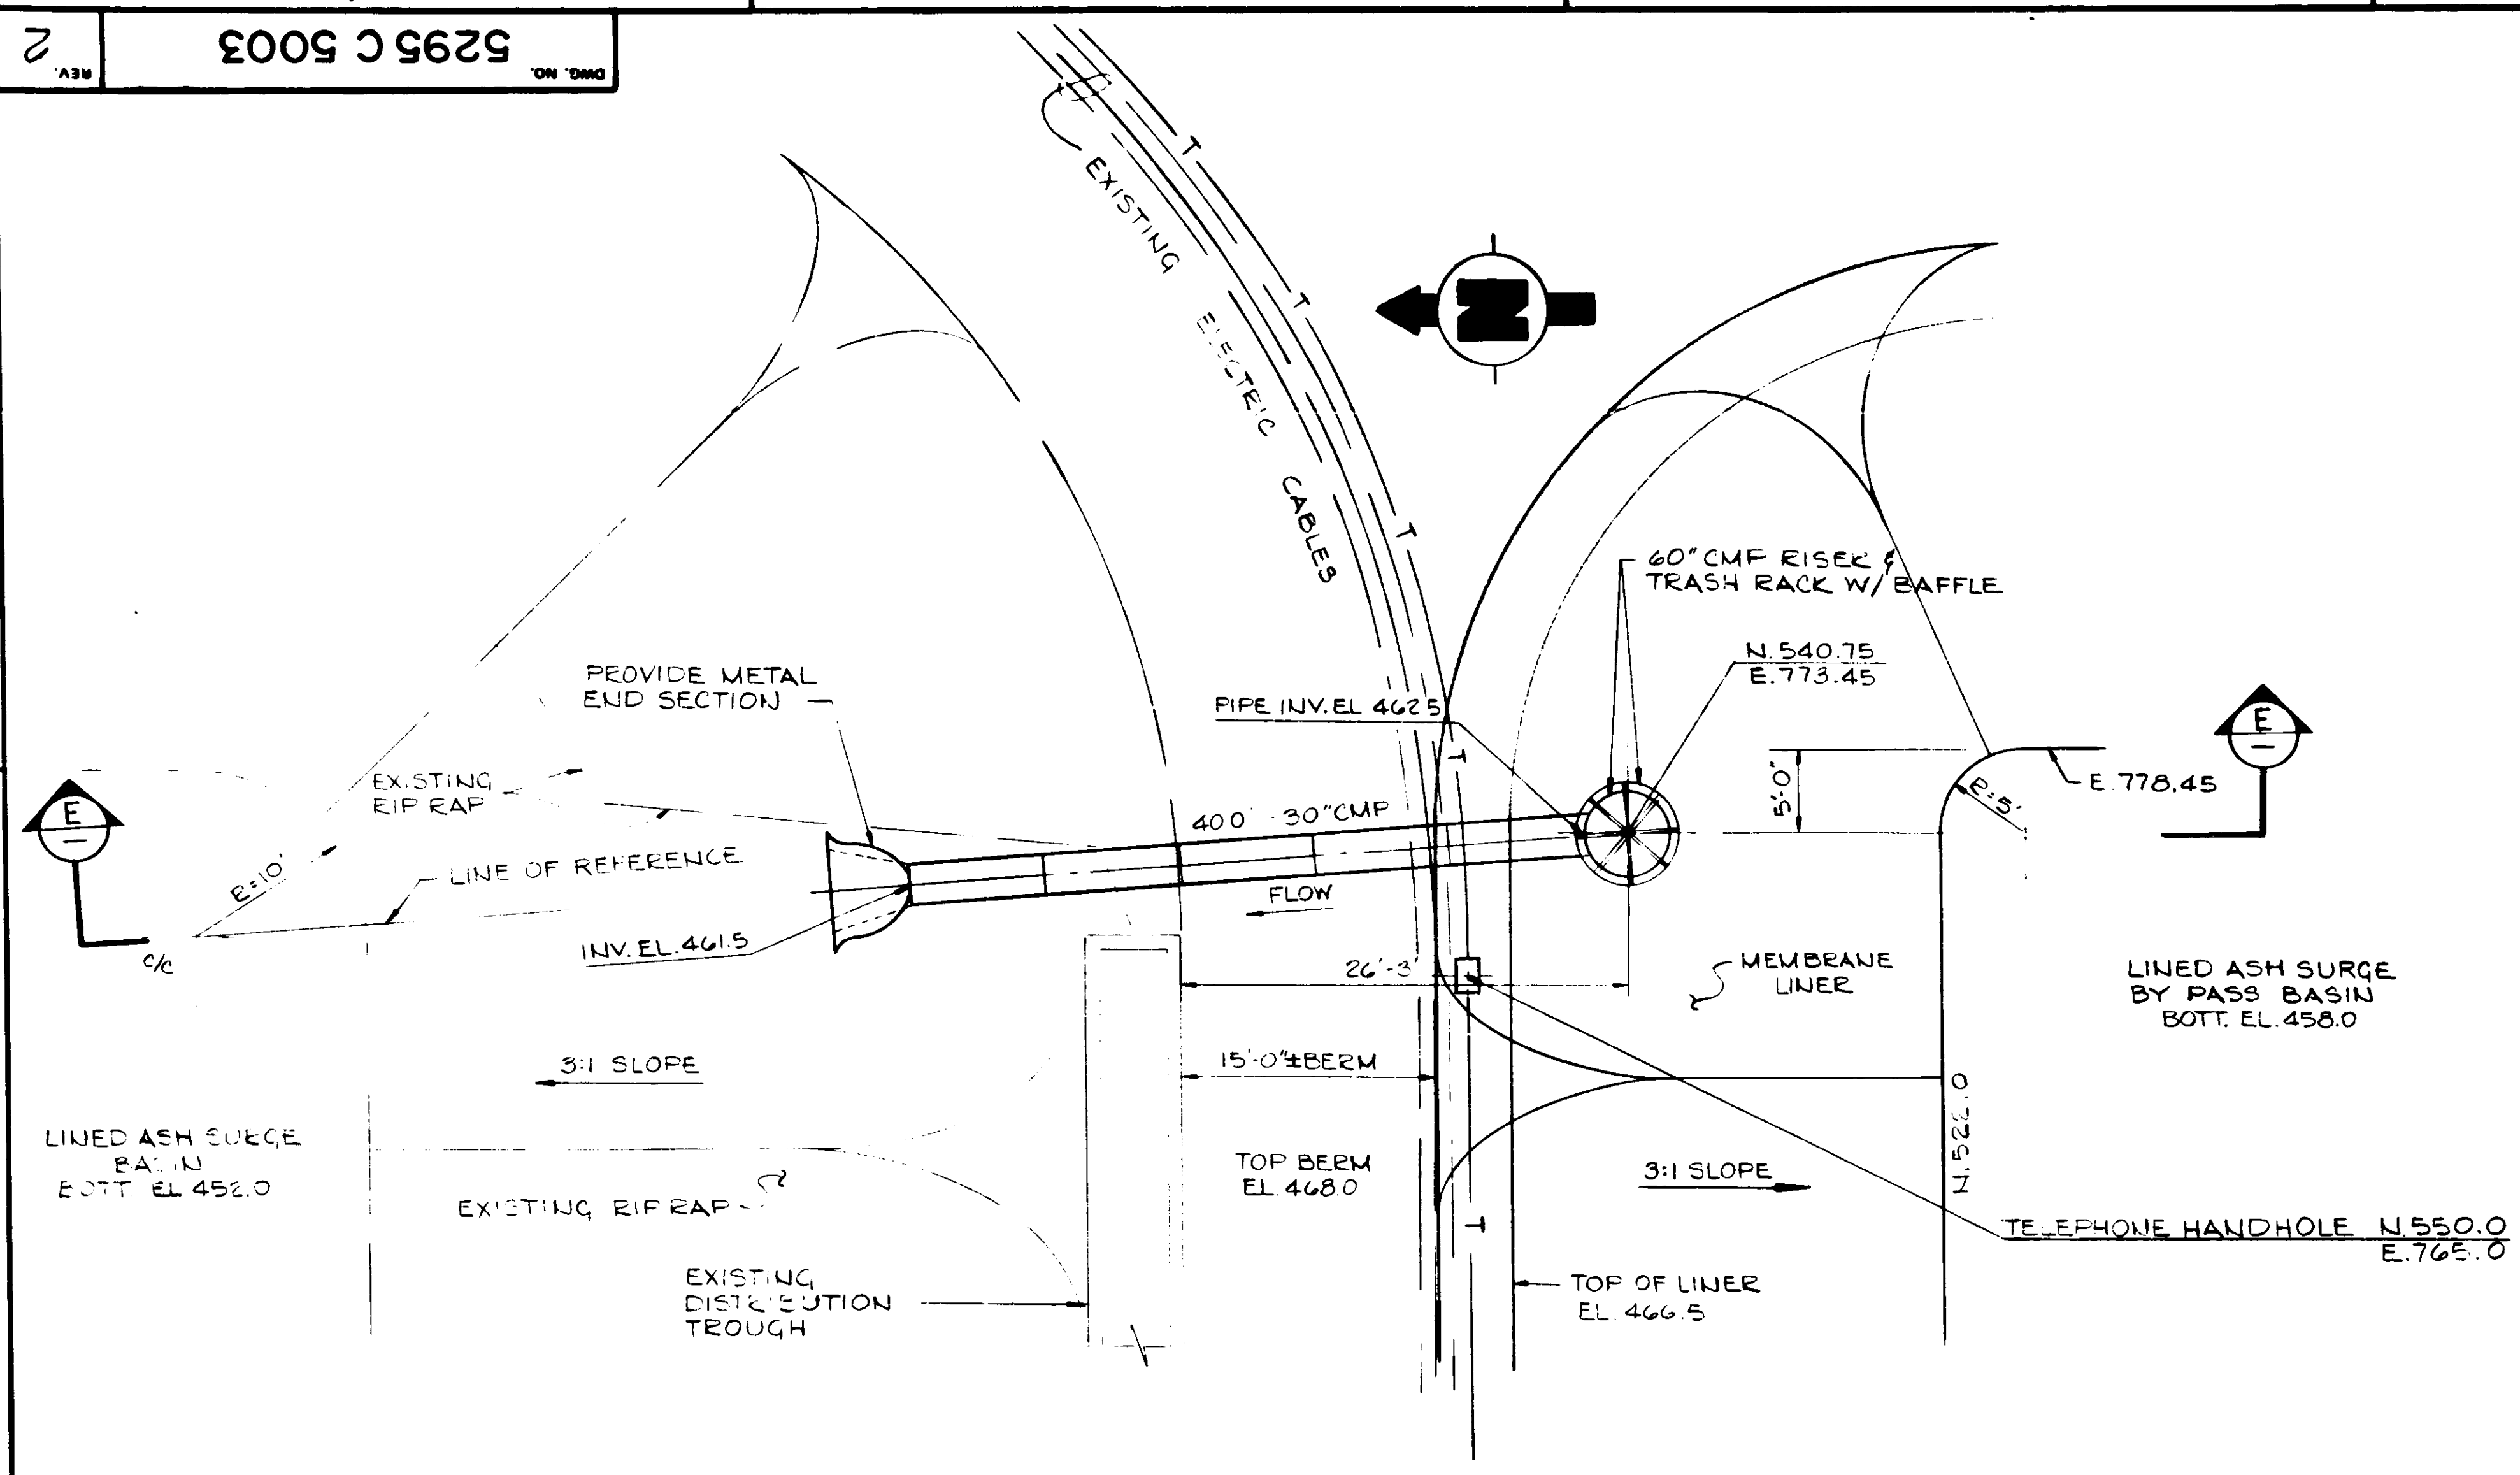 DWG. NO. 5295 C 5003
REV. 2
EXISTING ELECTRIC CABLES
T
T
T
T
T
T
N
60" CMP RISER &
TRASH RACK W/ BAFFLE
N.540.75
E.773.45
PIPE INV. EL 462.5
PROVIDE METAL
END SECTION
E
E
EXISTING
RIP RAP
R=10'
LINE OF REFERENCE
C/C
INV. EL. 461.5
40.0' - 30" CMP
FLOW
5'-0"
R=5'
E.778.45
26'-3"
MEMBRANE
LINER
LINED ASH SURGE
BY PASS BASIN
BOTT. EL. 458.0
3:1 SLOPE
15'-0"± BERM
LINED ASH SURGE
BASIN
BOTT. EL 452.0
EXISTING RIP RAP
TOP BERM
EL. 468.0
3:1 SLOPE
N.522.0
TELEPHONE HANDHOLE N.550.0
E.765.0
EXISTING
DISTRIBUTION
TROUGH
TOP OF LINER
EL. 466.5